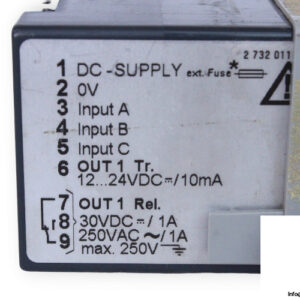 2 732 011
1 DC-SUPPLY ext. Fuse*
2 0V
3 Input A
4 Input B
5 Input C
6 OUT 1 Tr.
12...24VDC⎓/10mA
7 OUT 1 Rel.
8 30VDC⎓/1A
9 250VAC ~/1A
max. 250V